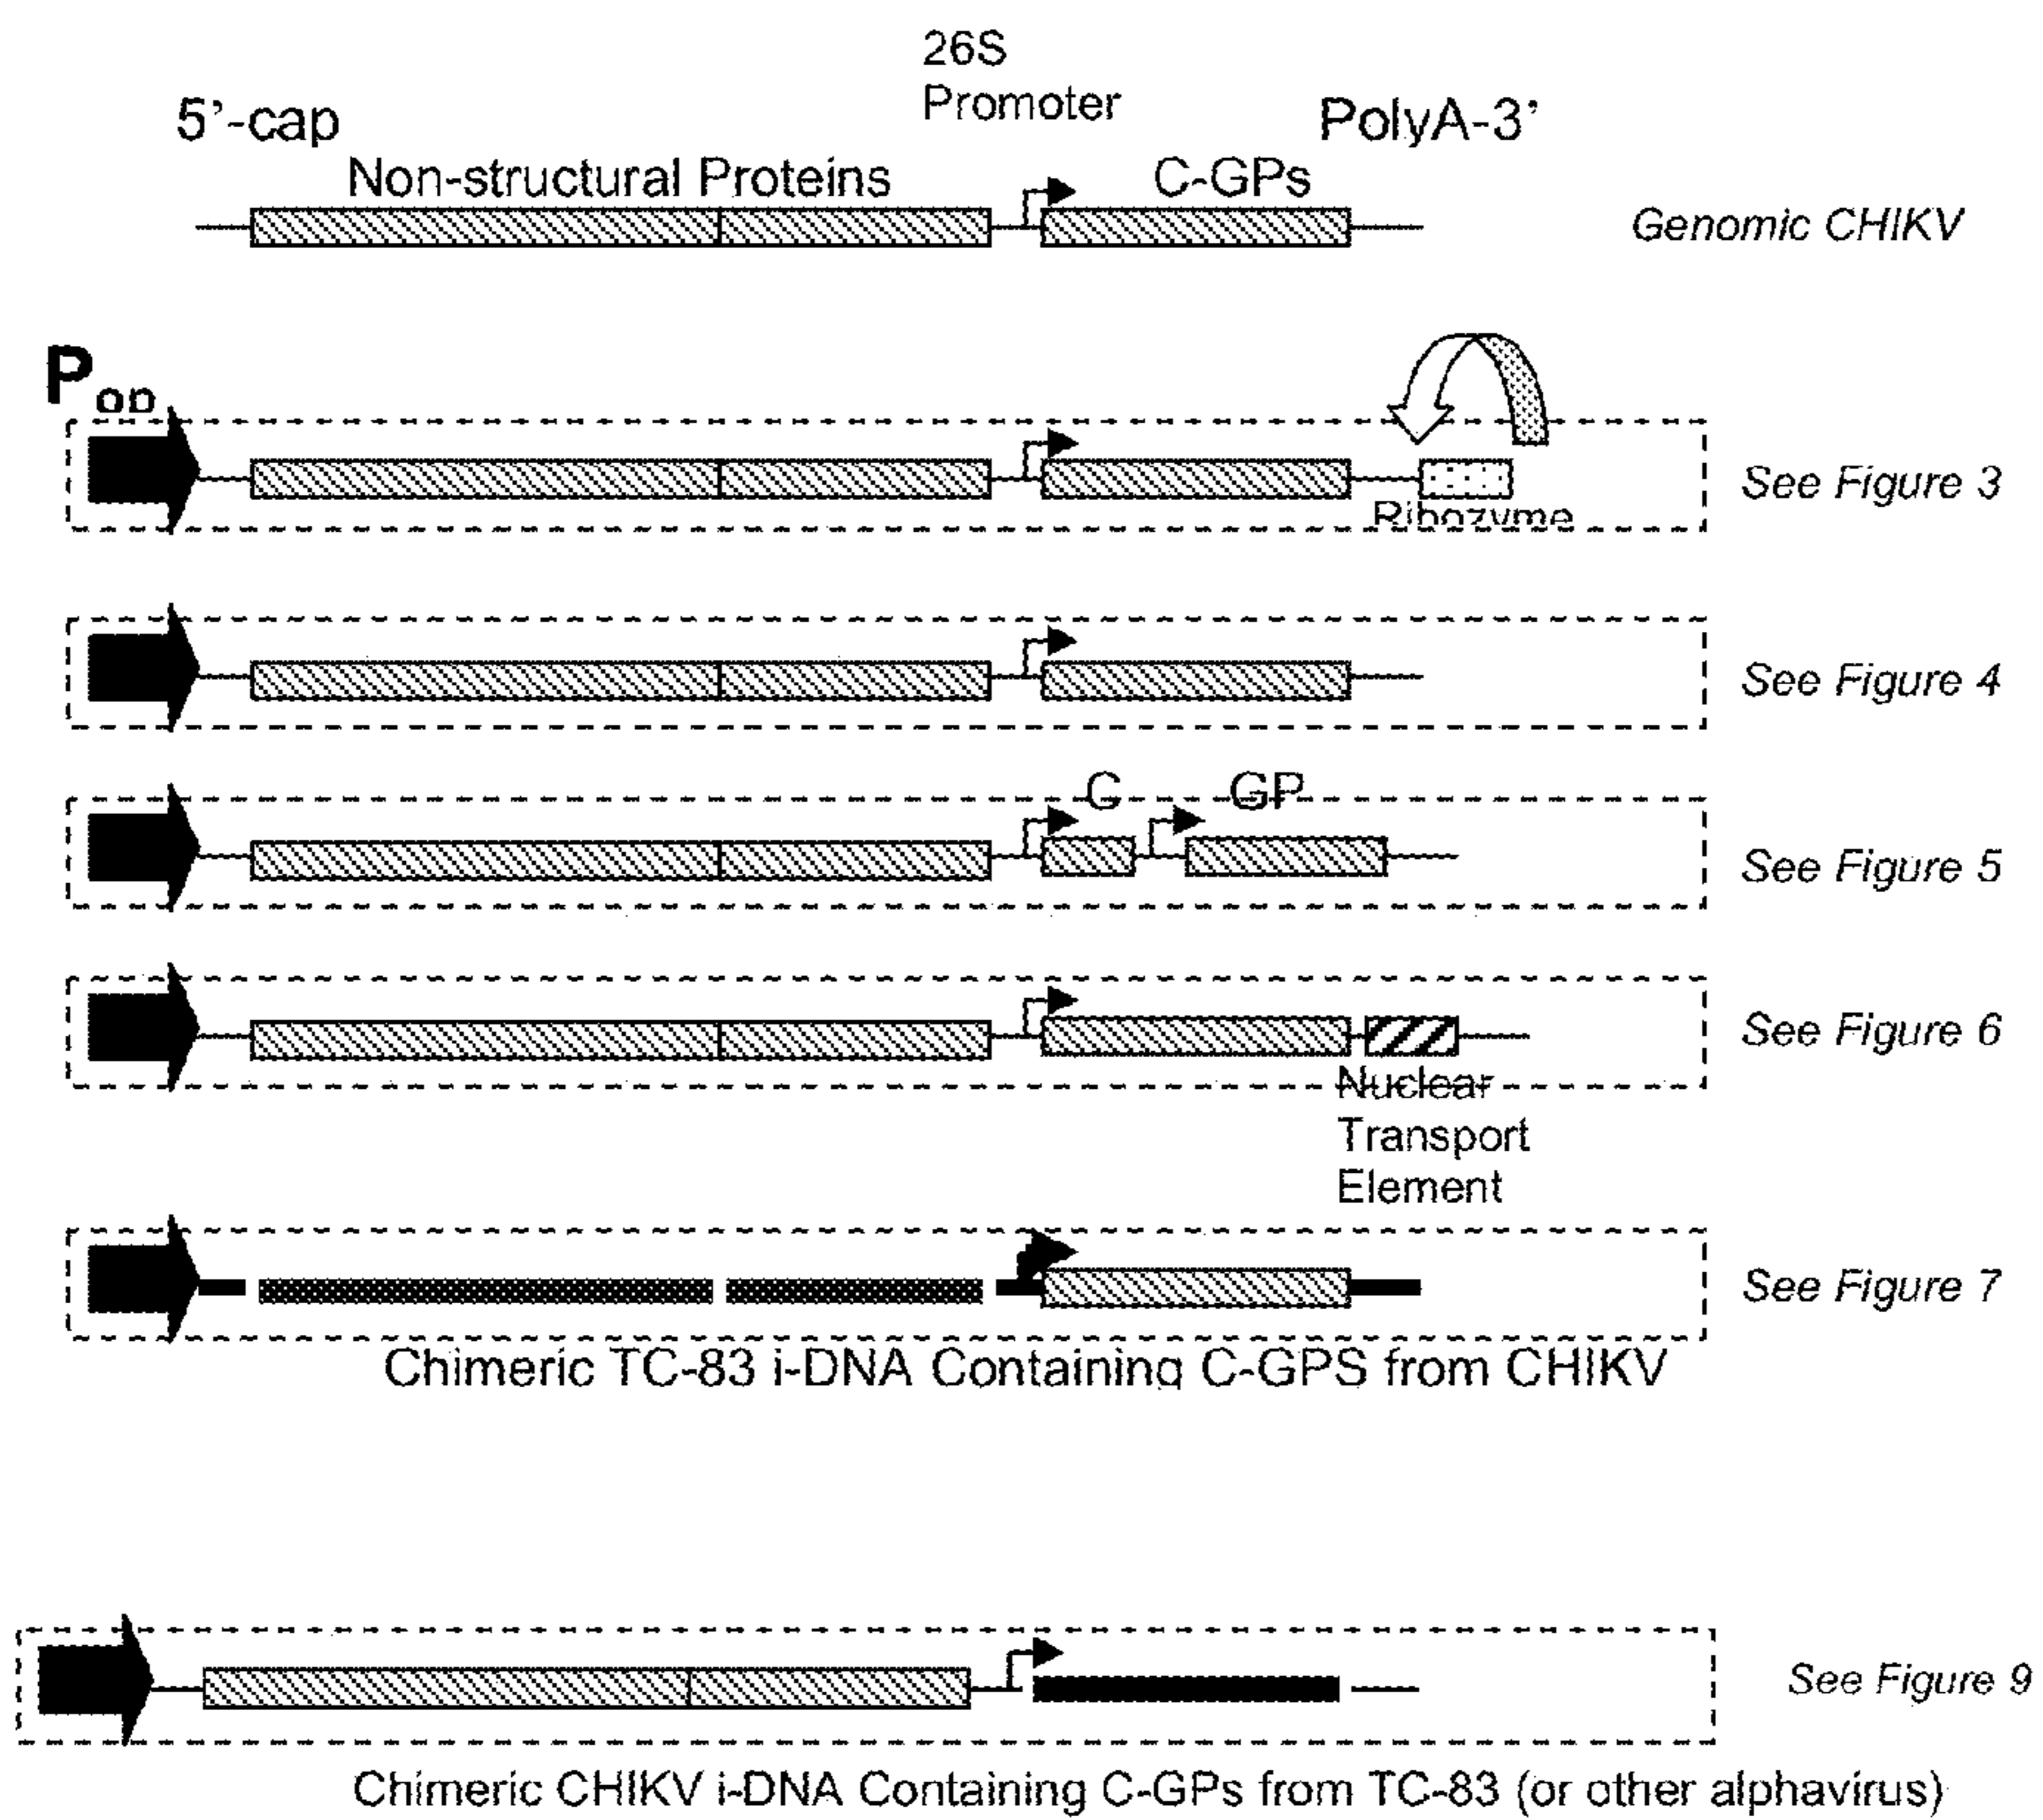 26S
Promoter
5'-cap
PolyA-3'
Non-structural Proteins
C-GPs
Genomic CHIKV
Pop
See Figure 3
Ribozyme
See Figure 4
C
GP
See Figure 5
See Figure 6
Nuclear
Transport
Element
See Figure 7
Chimeric TC-83 i-DNA Containing C-GPS from CHIKV
See Figure 9
Chimeric CHIKV i-DNA Containing C-GPs from TC-83 (or other alphavirus)